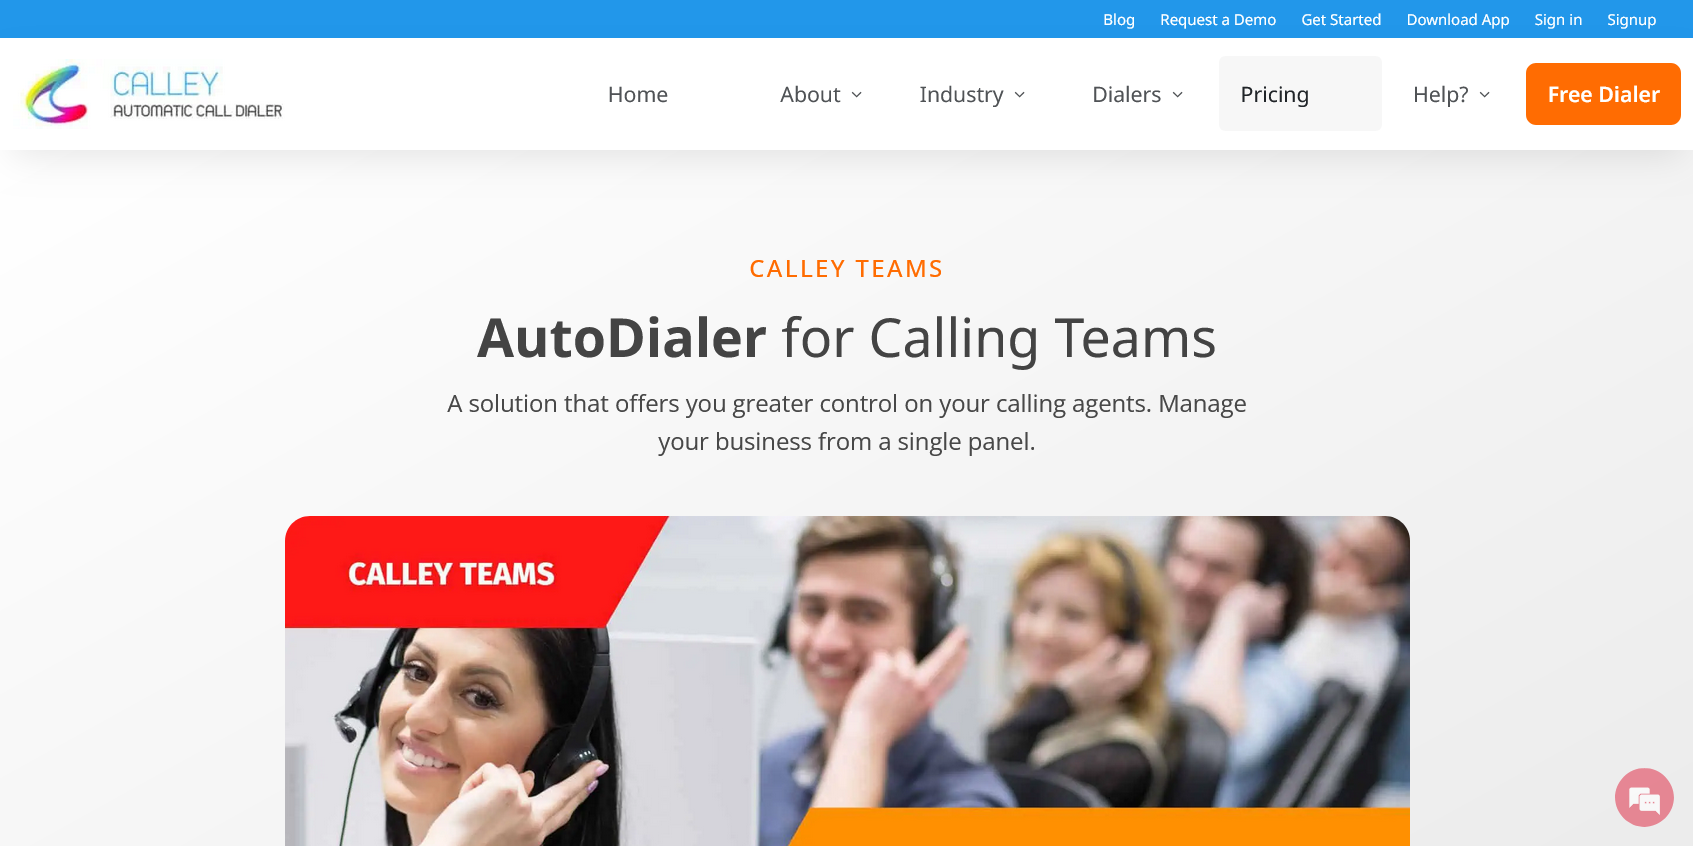 Blog Request a Demo Get Started Download App Sign in Signup
CALLEY
AUTOMATIC CALL DIALER
Home About Industry Dialers Pricing Help? Free Dialer
CALLEY TEAMS
AutoDialer for Calling Teams
A solution that offers you greater control on your calling agents. Manage
your business from a single panel.
CALLEY TEAMS